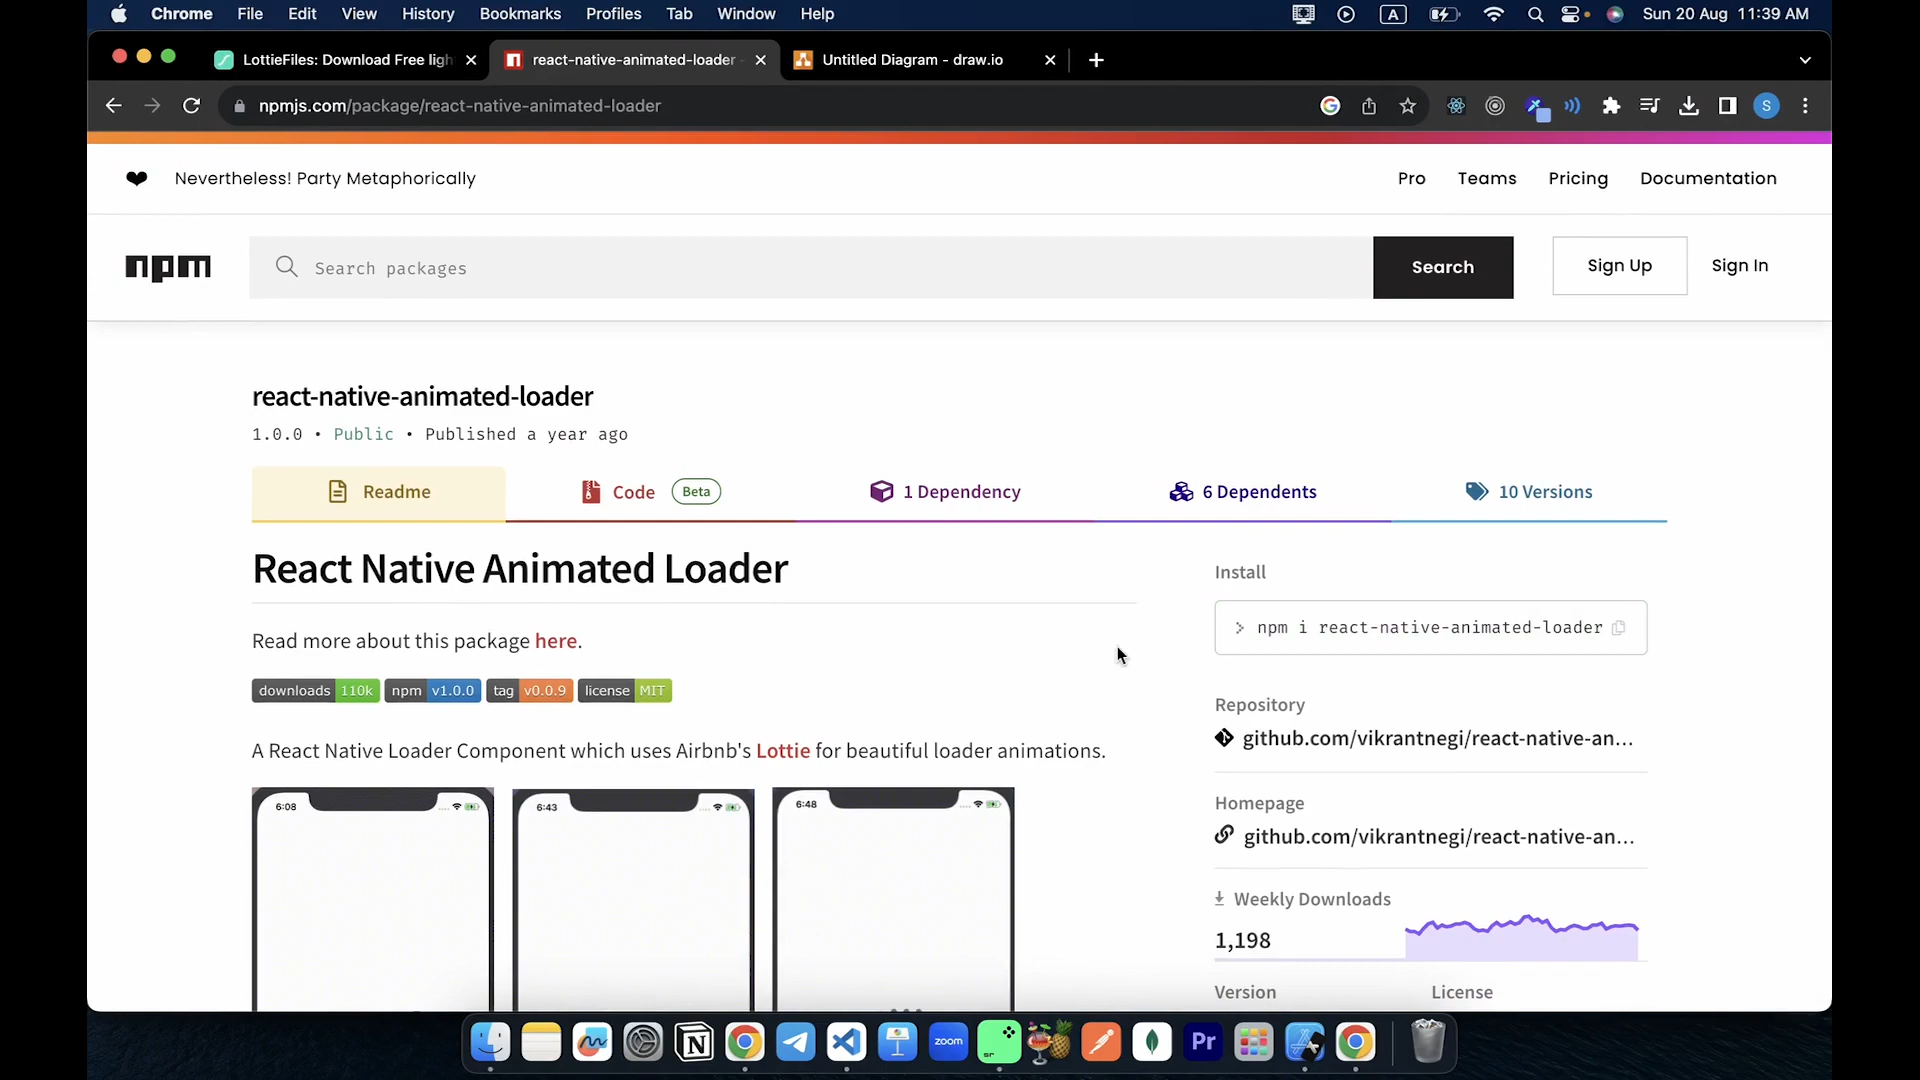 Chrome File Edit View History Bookmarks Profiles Tab Window Help A Sun 20 Aug 11:39 AM
LottieFiles: Download Free ligh react-native-animated-loader Untitled Diagram - draw.io
npmjs.com/package/react-native-animated-loader S
Nevertheless! Party Metaphorically Pro Teams Pricing Documentation
npm Search packages Search Sign Up Sign In
react-native-animated-loader
1.0.0 • Public • Published a year ago
Readme Code Beta 1 Dependency 6 Dependents 10 Versions
React Native Animated Loader
Install
> npm i react-native-animated-loader
Read more about this package here.
downloads 110k npm v1.0.0 tag v0.0.9 license MIT
Repository
github.com/vikrantnegi/react-native-an...
A React Native Loader Component which uses Airbnb's Lottie for beautiful loader animations.
6:08 6:43 6:48
Homepage
github.com/vikrantnegi/react-native-an...
Weekly Downloads
1,198
Version License
zoom sr Pr